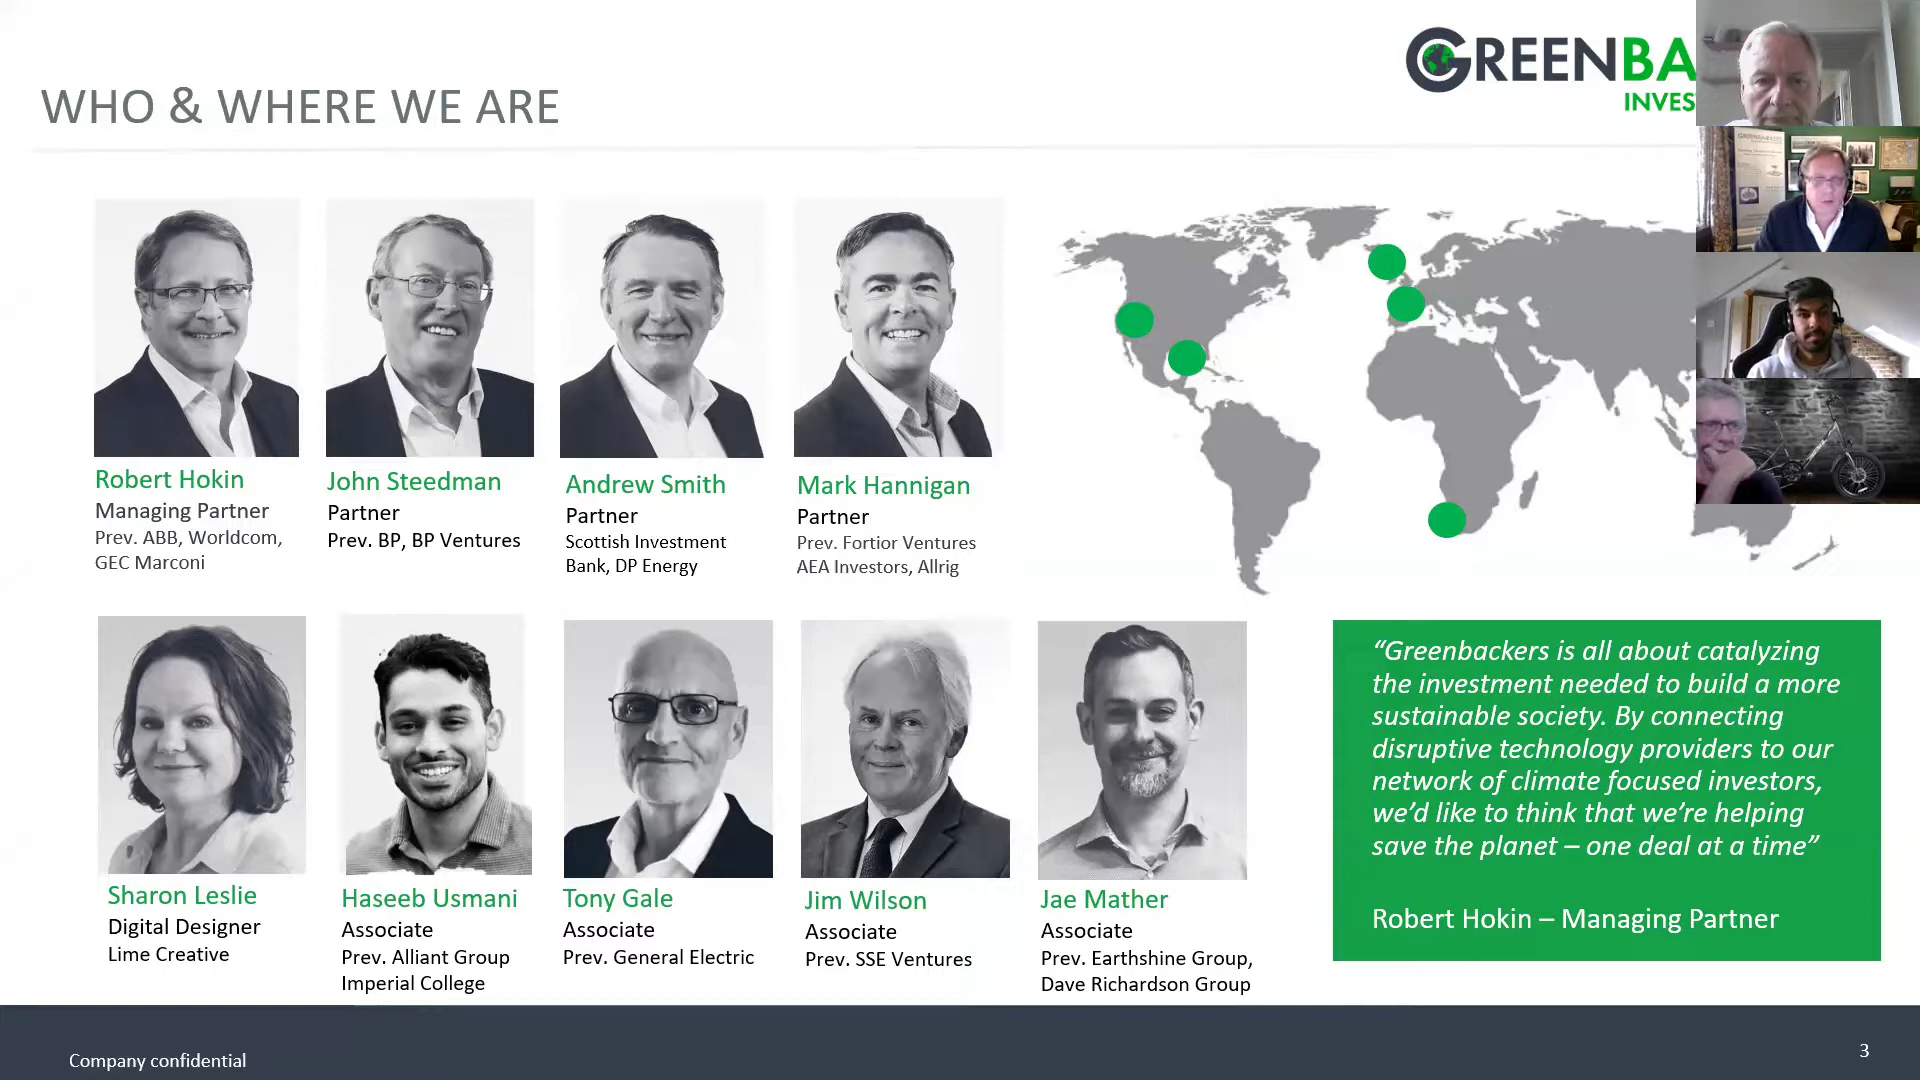 WHO & WHERE WE ARE
GREENBA
INVES
Robert Hokin
Managing Partner
Prev. ABB, Worldcom,
GEC Marconi
John Steedman
Partner
Prev. BP, BP Ventures
Andrew Smith
Partner
Scottish Investment
Bank, DP Energy
Mark Hannigan
Partner
Prev. Fortior Ventures
AEA Investors, Allrig
Sharon Leslie
Digital Designer
Lime Creative
Haseeb Usmani
Associate
Prev. Alliant Group
Imperial College
Tony Gale
Associate
Prev. General Electric
Jim Wilson
Associate
Prev. SSE Ventures
Jae Mather
Associate
Prev. Earthshine Group,
Dave Richardson Group
“Greenbackers is all about catalyzing
the investment needed to build a more
sustainable society. By connecting
disruptive technology providers to our
network of climate focused investors,
we’d like to think that we’re helping
save the planet – one deal at a time”
Robert Hokin – Managing Partner
Company confidential
3